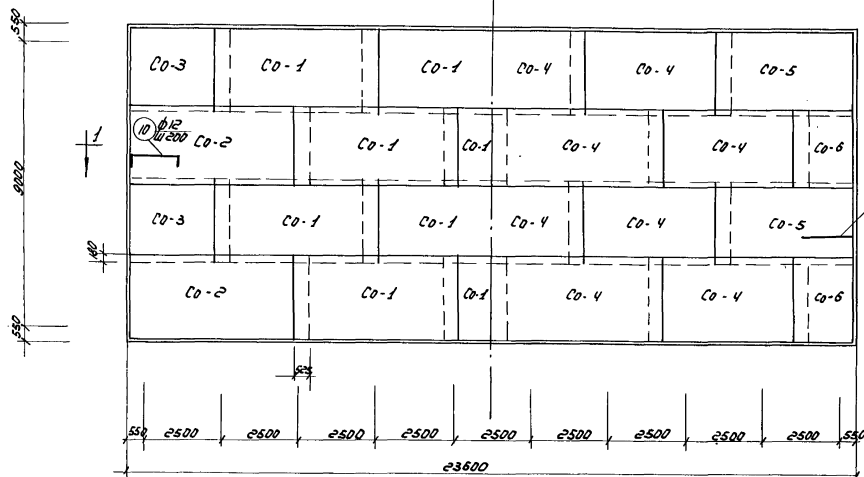 550
9000
550
Со-3 Со-1 Со-1 Со-4 Со-4 Со-5
1
10 ф12
ш200
Со-2 Со-1 Со-1 Со-4 Со-4 Со-6
Со-3 Со-1 Со-1 Со-4 Со-4 Со-5
180
Со-2 Со-1 Со-1 Со-4 Со-4 Со-6
525
550 2500 2500 2500 2500 2500 2500 2500 2500 2500 550
23600